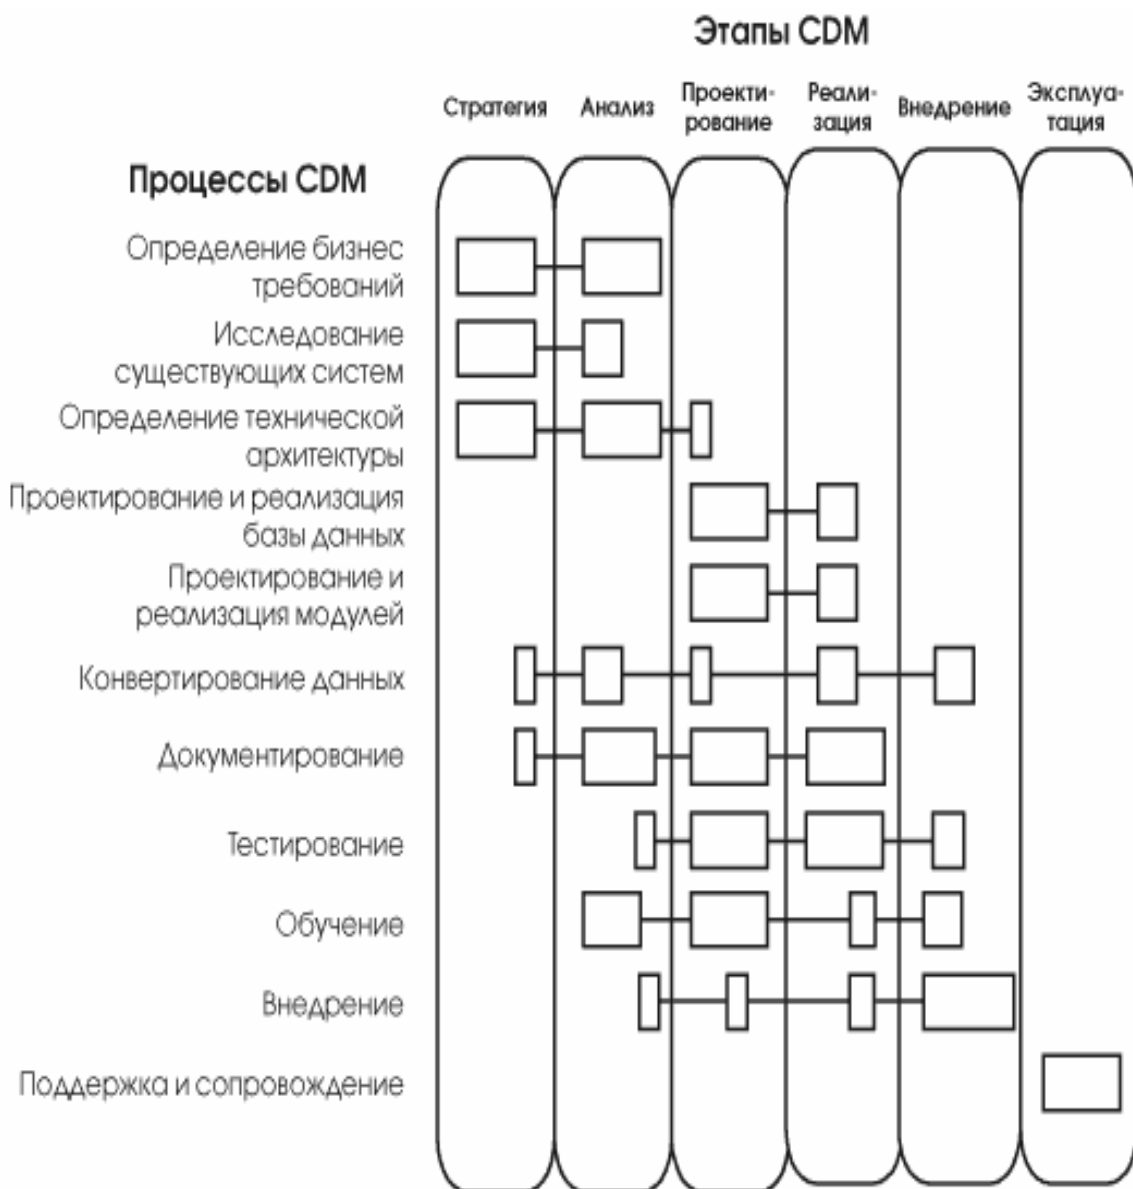 Этапы CDM
Стратегия
Анализ
Проекти-
рование
Реали-
зация
Внедрение
Эксплуа-
тация
Процессы CDM
Определение бизнес
требований
Исследование
существующих систем
Определение технической
архитектуры
Проектирование и реализация
базы данных
Проектирование и
реализация модулей
Конвертирование данных
Документирование
Тестирование
Обучение
Внедрение
Поддержка и сопровождение